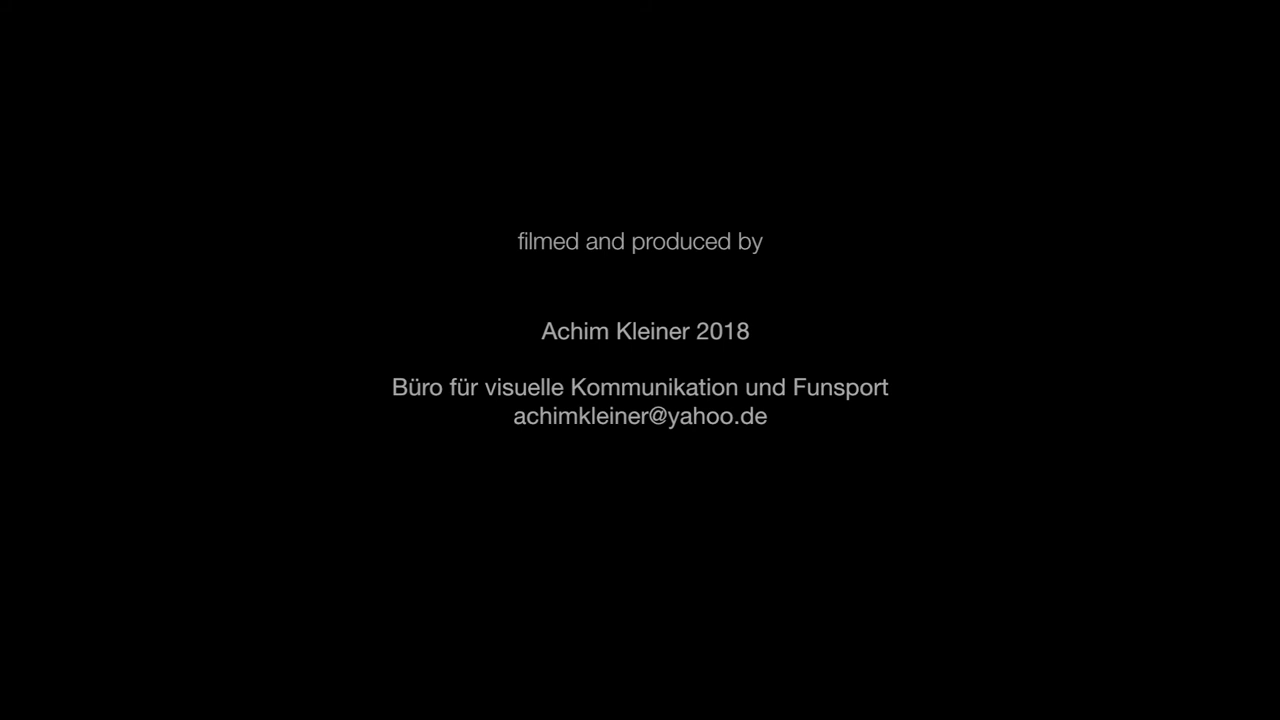 filmed and produced by
Achim Kleiner 2018
Büro für visuelle Kommunikation und Funsport
achimkleiner@yahoo.de